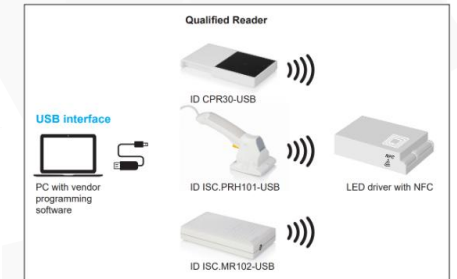 Qualified Reader
ID CPR30-USB
USB interface
PC with vendor
programming
software
ID ISC.PRH101-USB
LED driver with NFC
ID ISC.MR102-USB